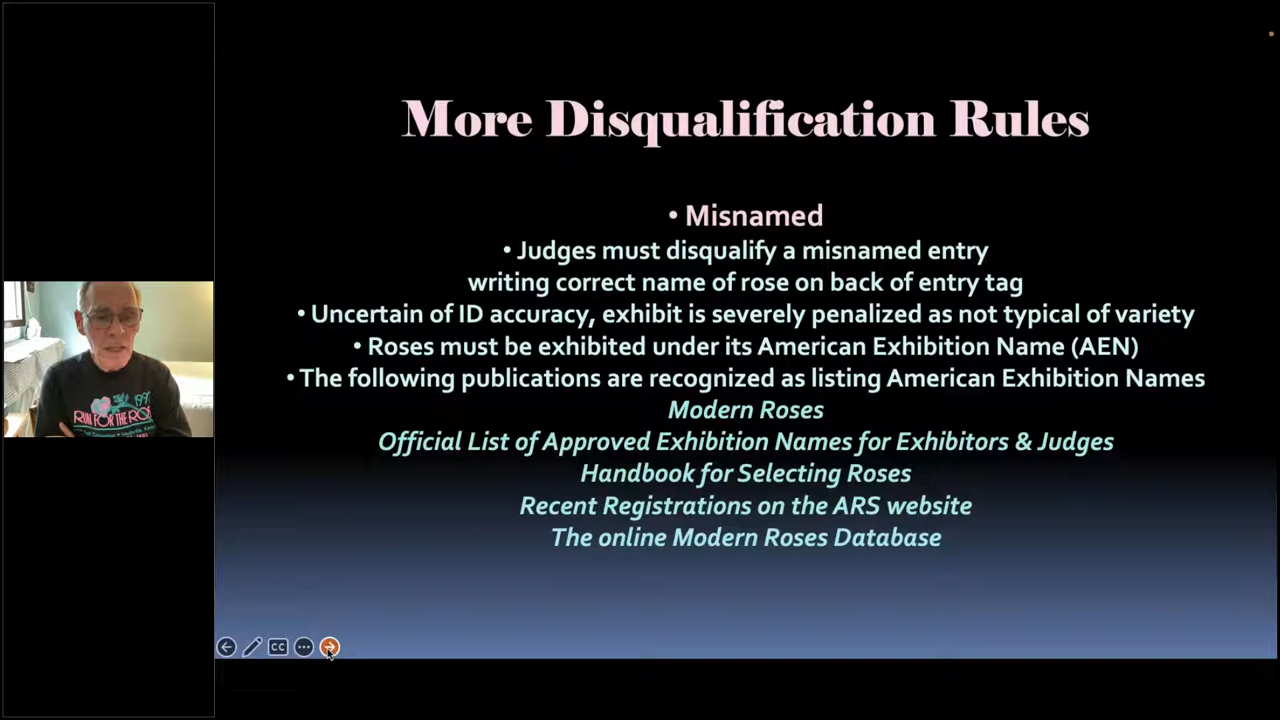 More Disqualification Rules
• Misnamed
• Judges must disqualify a misnamed entry
writing correct name of rose on back of entry tag
• Uncertain of ID accuracy, exhibit is severely penalized as not typical of variety
• Roses must be exhibited under its American Exhibition Name (AEN)
• The following publications are recognized as listing American Exhibition Names
Modern Roses
Official List of Approved Exhibition Names for Exhibitors & Judges
Handbook for Selecting Roses
Recent Registrations on the ARS website
The online Modern Roses Database
RUN FOR THE
CC